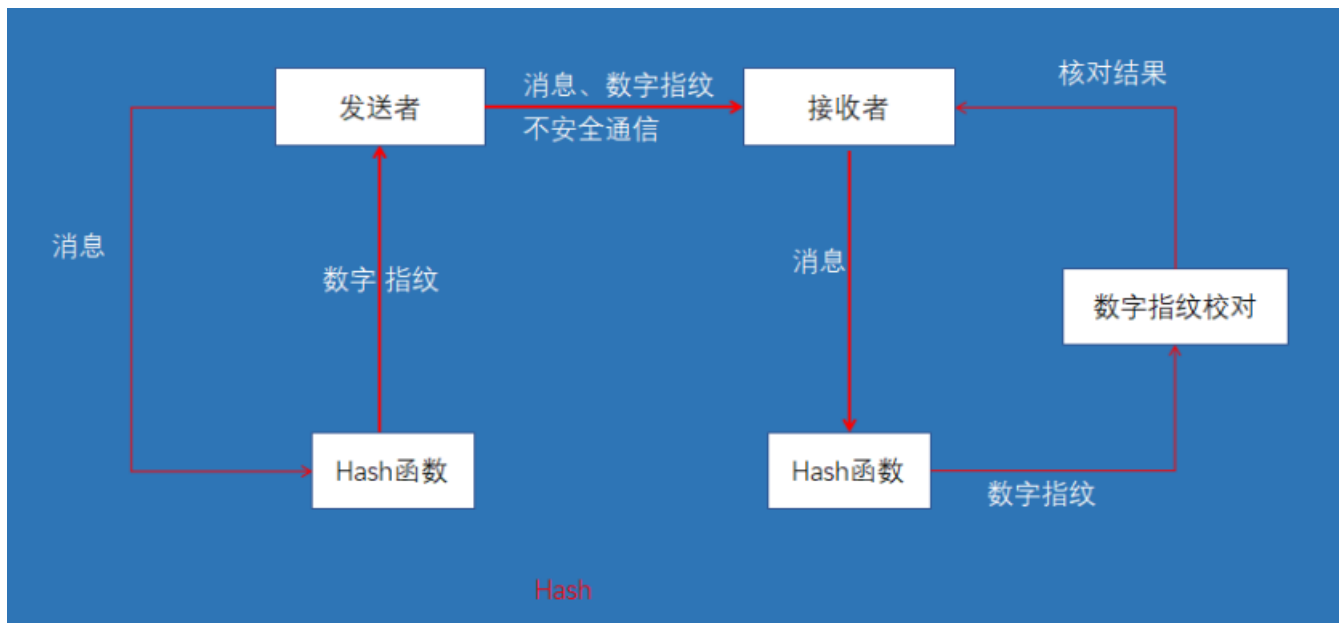 发送者
消息、数字指纹
不安全通信
接收者
核对结果
消息
数字 指纹
消息
数字指纹校对
Hash函数
Hash函数
数字指纹
Hash